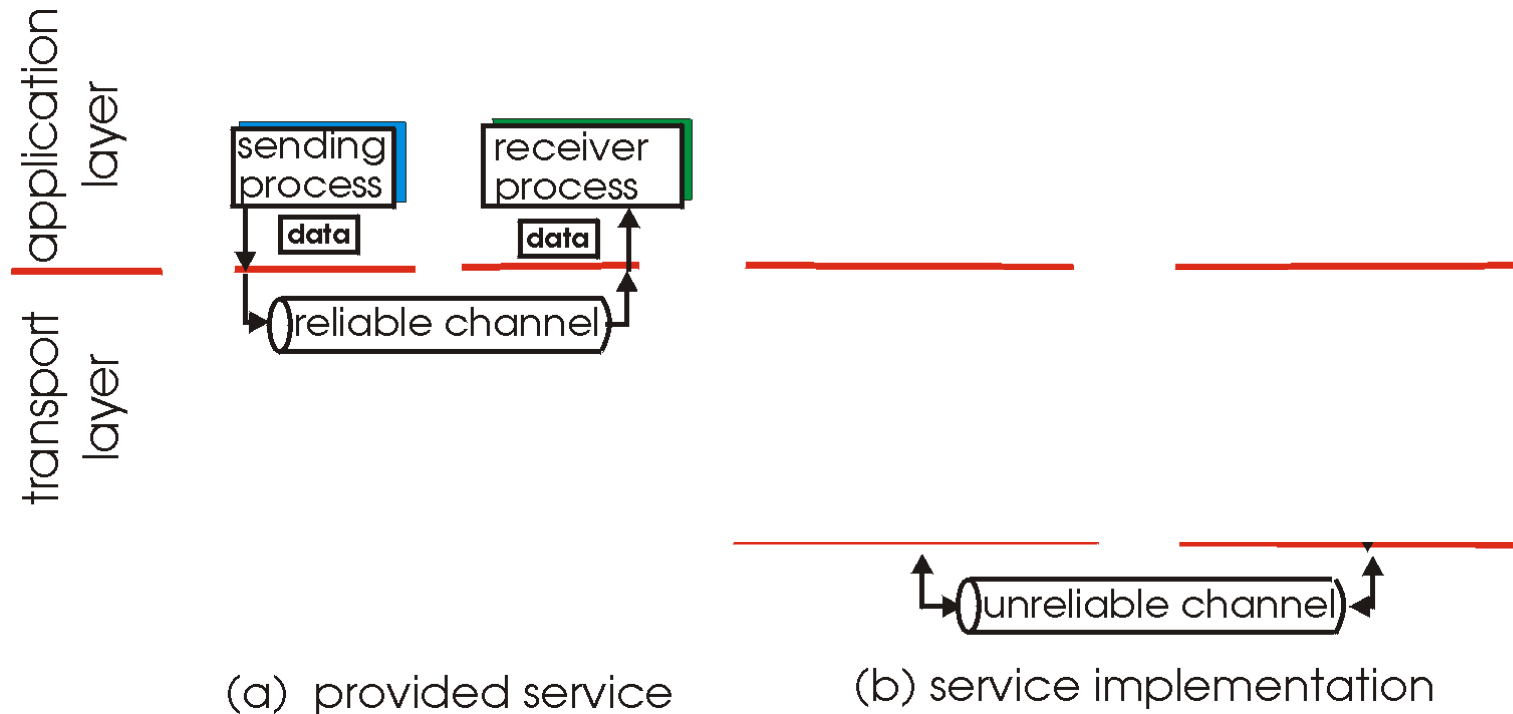 application
layer
transport
layer
sending
process
data
receiver
process
data
reliable channel
unreliable channel
(a) provided service
(b) service implementation